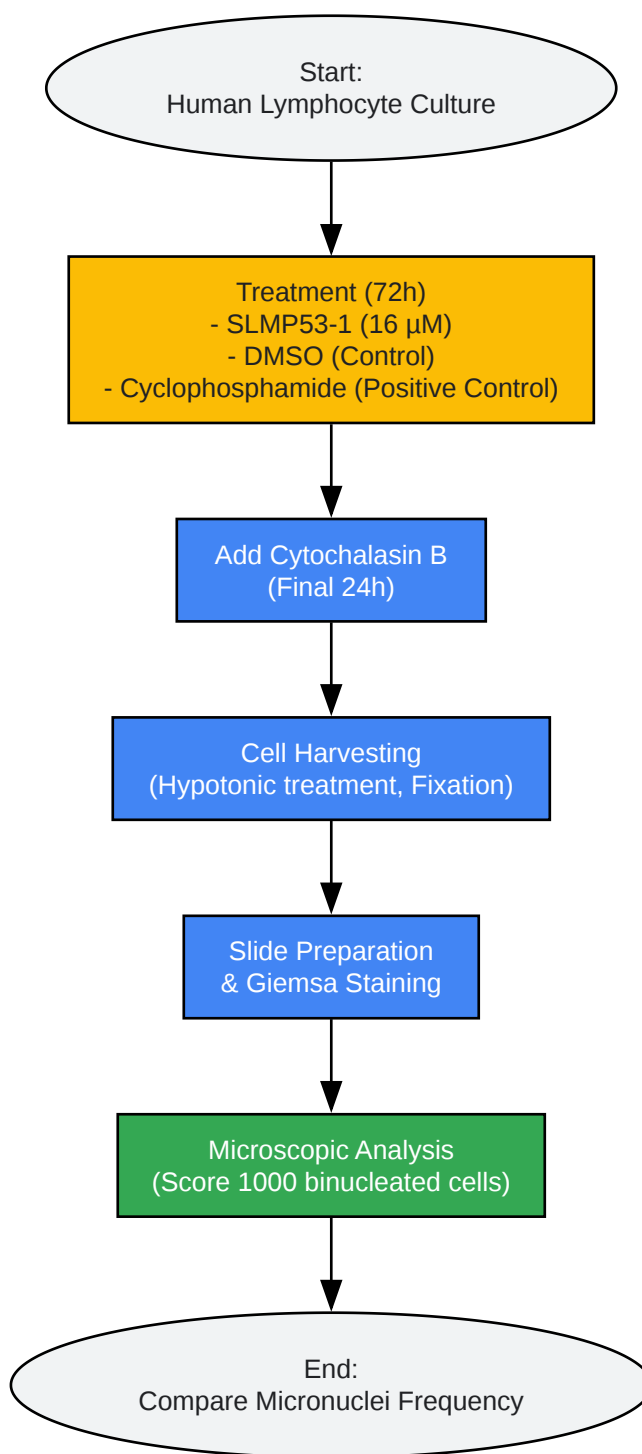 Start:
Human Lymphocyte Culture
Treatment (72h)
- SLMP53-1 (16 µM)
- DMSO (Control)
- Cyclophosphamide (Positive Control)
Add Cytochalasin B
(Final 24h)
Cell Harvesting
(Hypotonic treatment, Fixation)
Slide Preparation
& Giemsa Staining
Microscopic Analysis
(Score 1000 binucleated cells)
End:
Compare Micronuclei Frequency